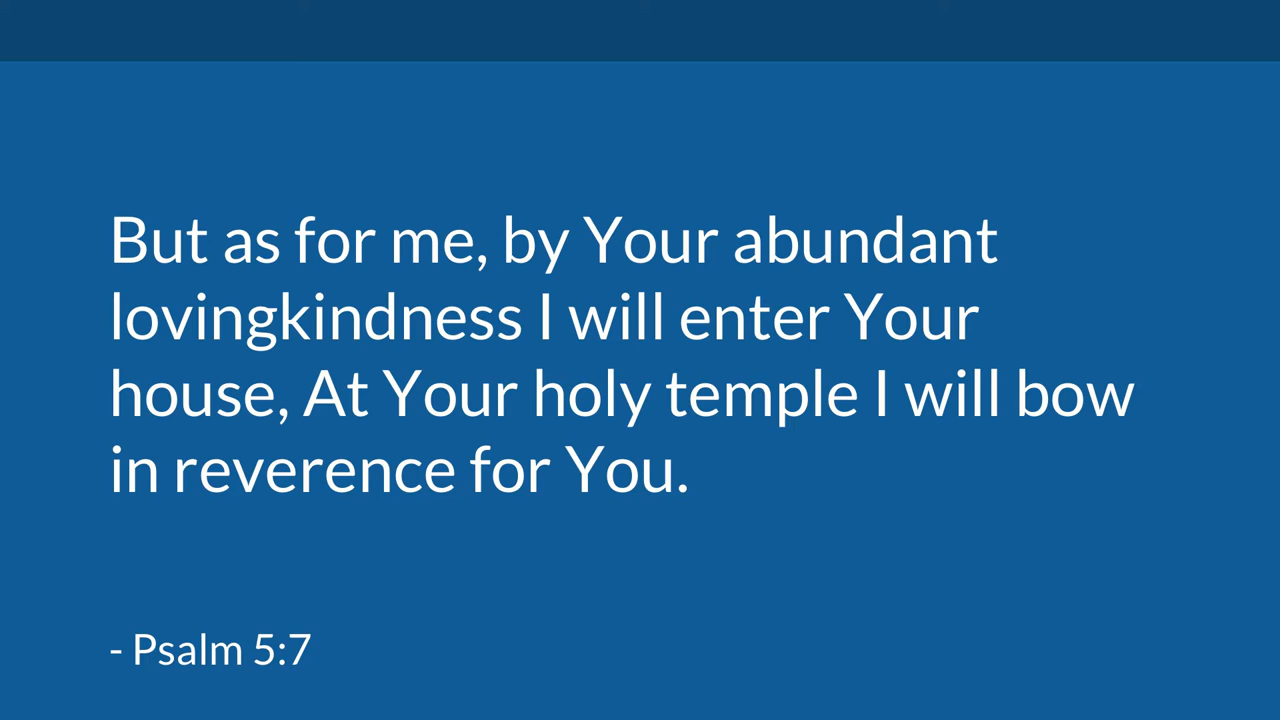 But as for me, by Your abundant
lovingkindness I will enter Your
house, At Your holy temple I will bow
in reverence for You.
- Psalm 5:7